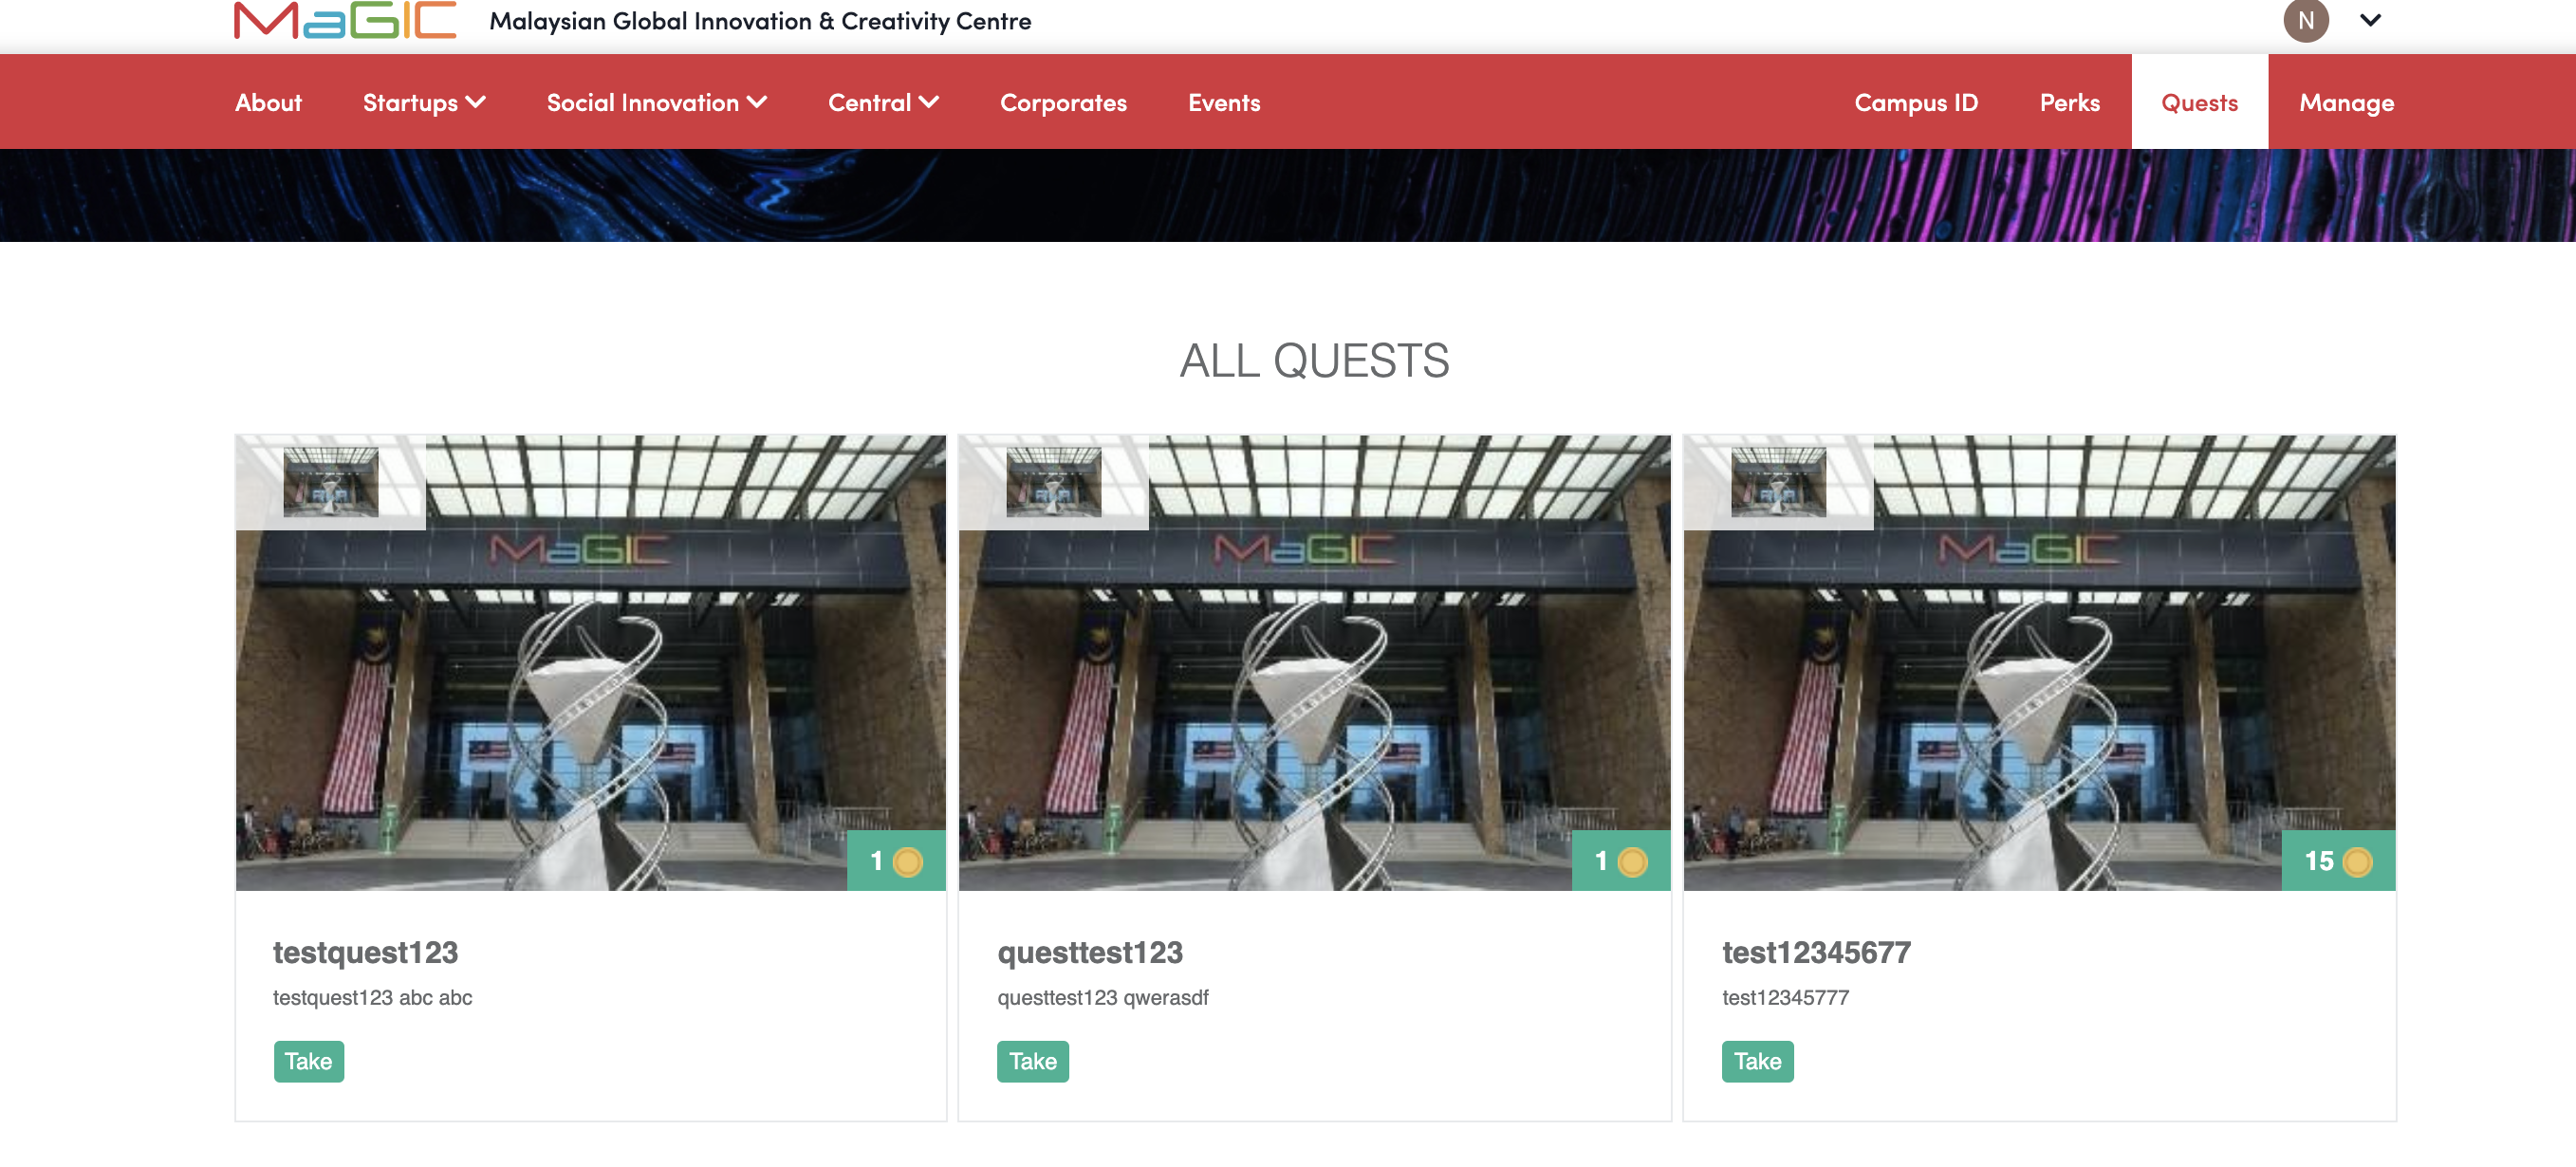 MaGIC Malaysian Global Innovation & Creativity Centre N
About Startups Social Innovation Central Corporates Events Campus ID Perks Quests Manage
ALL QUESTS
MaGIC MaGIC MaGIC
1 1 15
testquest123
testquest123 abc abc
Take
questtest123
questtest123 qwerasdf
Take
test12345677
test12345777
Take